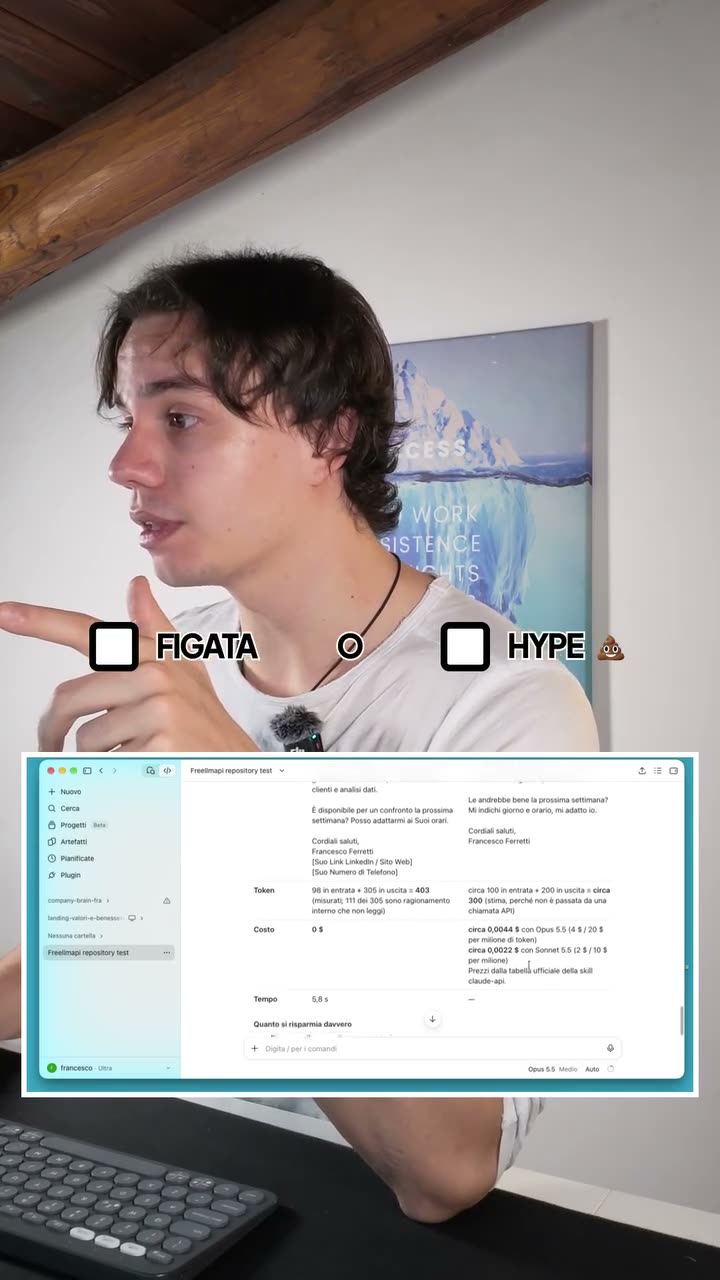 CESS
WORK
SISTENCE
FIGATA O HYPE 💩
Freellmapi repository test
Nuovo
Cerca
Progetti Beta
Artefatti
Pianificate
Plugin
company-brain-fra
landing-valori-e-benesse
Nessuna cartella
Freellmapi repository test
francesco · Ultra
clienti e analisi dati.
È disponibile per un confronto la prossima
settimana? Posso adattarmi ai Suoi orari.
Cordiali saluti,
Francesco Ferretti
[Suo Link LinkedIn / Sito Web]
[Suo Numero di Telefono]
Le andrebbe bene la prossima settimana?
Mi indichi giorno e orario, mi adatto io.
Cordiali saluti,
Francesco Ferretti
Token
98 in entrata + 305 in uscita = 403
(misurati; 111 dei 305 sono ragionamento
interno che non leggi)
circa 100 in entrata + 200 in uscita = circa
300 (stima, perché non è passata da una
chiamata API)
Costo
0 $
circa 0,0044 $ con Opus 5.5 (4 $ / 20 $
per milione di token)
circa 0,0022 $ con Sonnet 5.5 (2 $ / 10 $
per milione)
Prezzi dalla tabella ufficiale della skill
claude-api.
Tempo
5,8 s
—
Quanto si risparmia davvero
Digita / per i comandi
Opus 5.5 Medio Auto